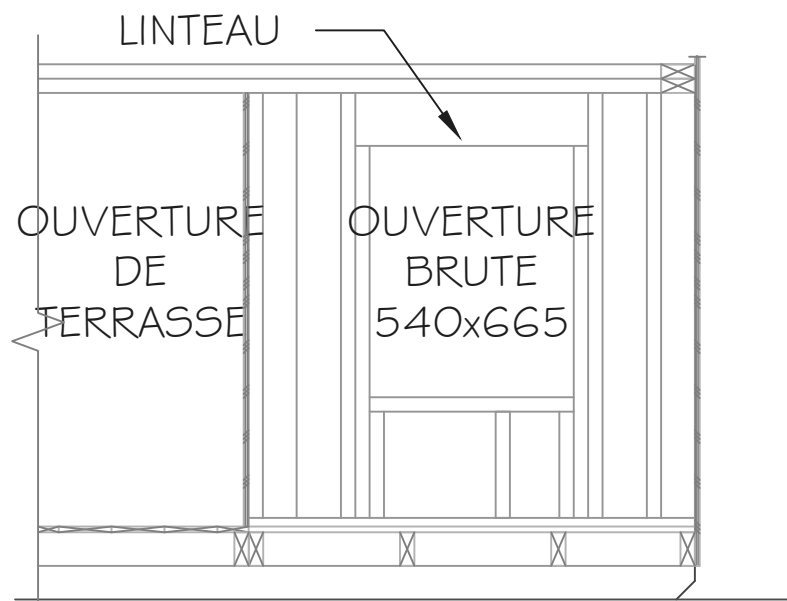 LINTEAU
OUVERTURE
DE
TERRASSE
OUVERTURE
BRUTE
540x665